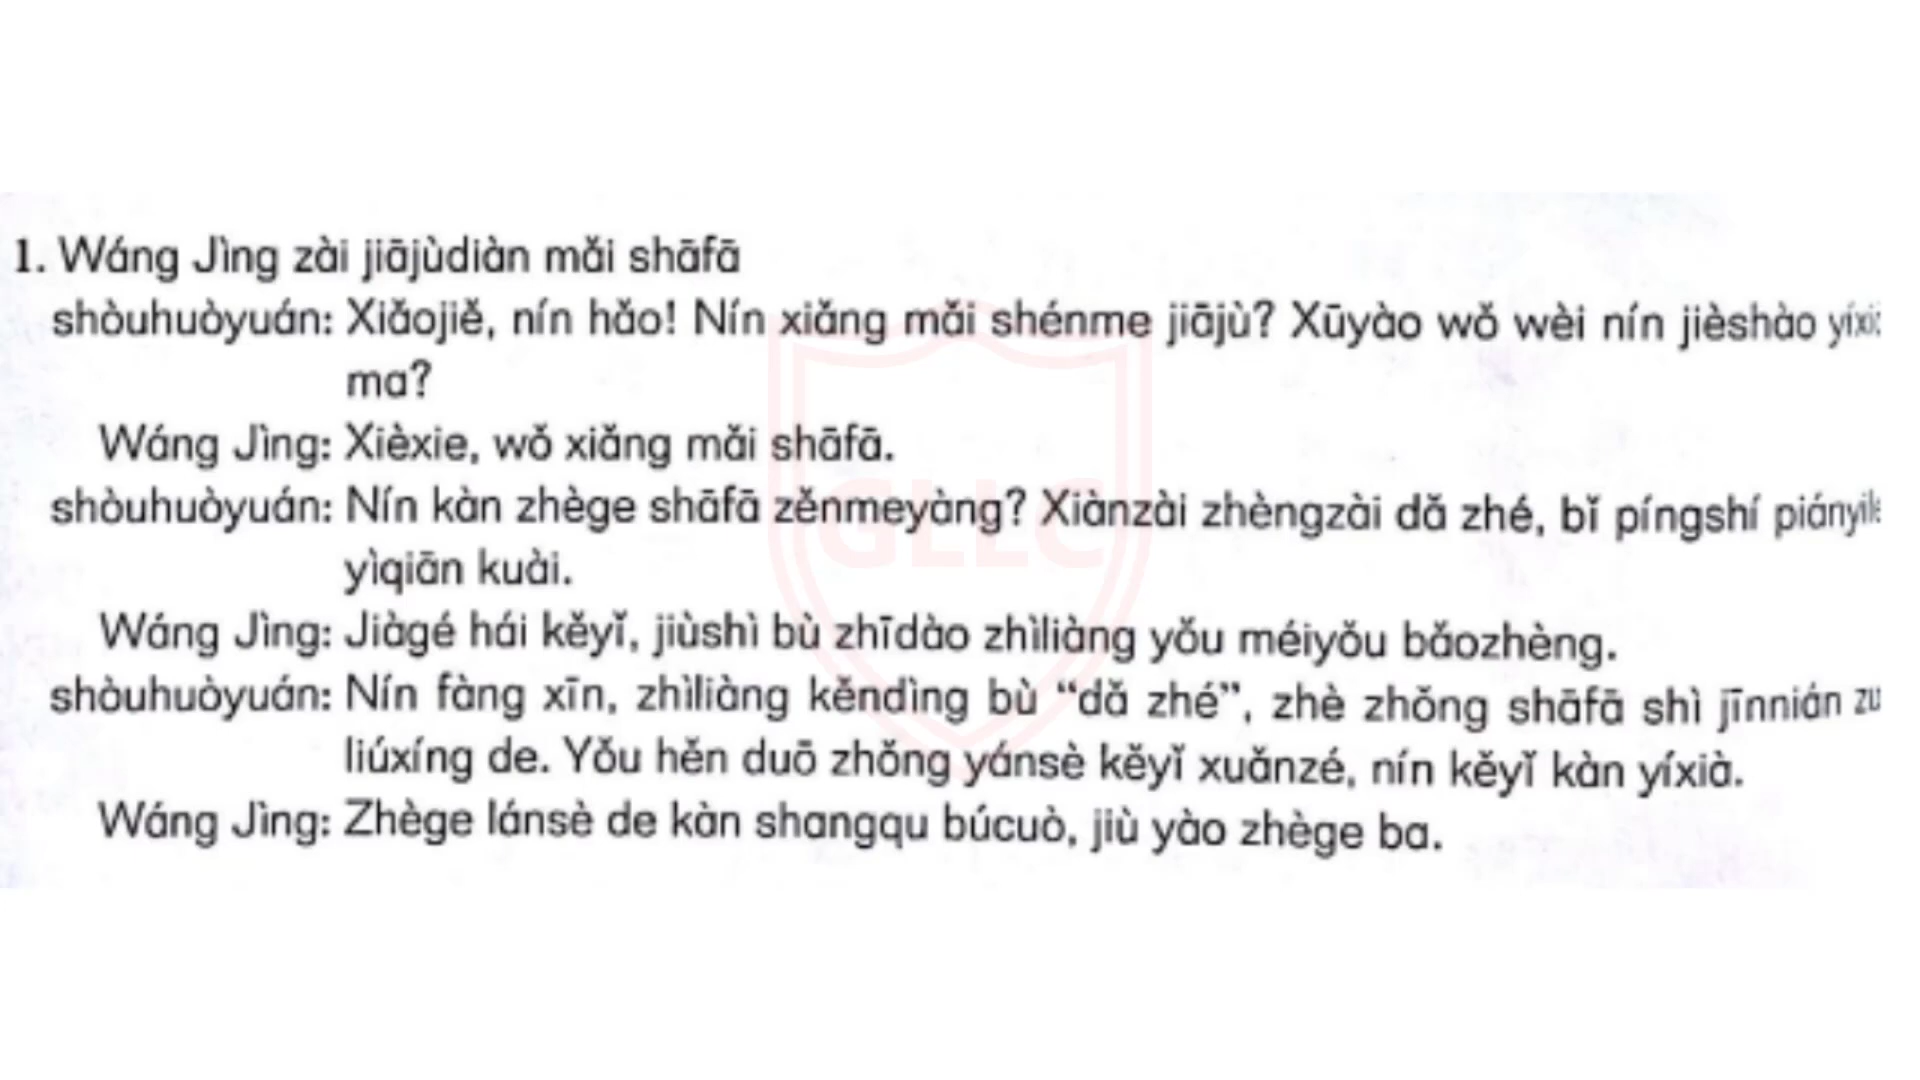 1. Wáng Jìng zài jiājùdiàn mǎi shāfā
shòuhuòyuán: Xiǎojiě, nín hǎo! Nín xiǎng mǎi shénme jiājù? Xūyào wǒ wèi nín jièshào
ma?
Wáng Jìng: Xièxie, wǒ xiǎng mǎi shāfā.
shòuhuòyuán: Nín kàn zhège shāfā zěnmeyàng? Xiànzài zhèngzài dǎ zhé, bǐ píngshí
yìqiān kuài.
Wáng Jìng: Jiàgé hái kěyǐ, jiùshì bù zhīdào zhìliàng yǒu méiyǒu bǎozhèng.
shòuhuòyuán: Nín fàng xīn, zhìliàng kěndìng bù “dǎ zhé”, zhè zhǒng shāfā shì jīnnián
liúxíng de. Yǒu hěn duō zhǒng yánsè kěyǐ xuǎnzé, nín kěyǐ kàn yíxià.
Wáng Jìng: Zhège lánsè de kàn shangqu búcuò, jiù yào zhège ba.
GLLC